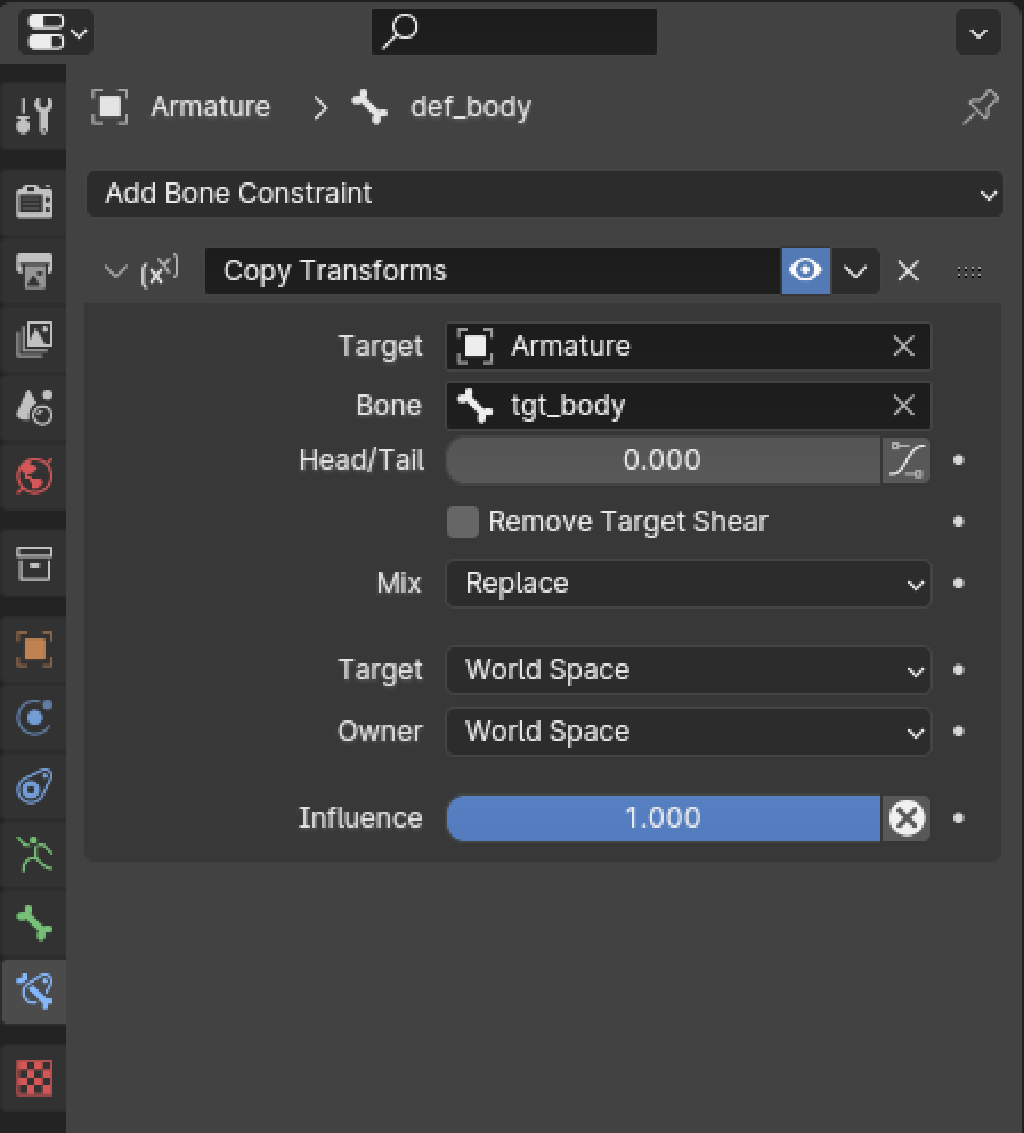 Armature def_body
Add Bone Constraint
Copy Transforms
Target Armature
Bone tgt_body
Head/Tail 0.000
Remove Target Shear
Mix Replace
Target World Space
Owner World Space
Influence 1.000